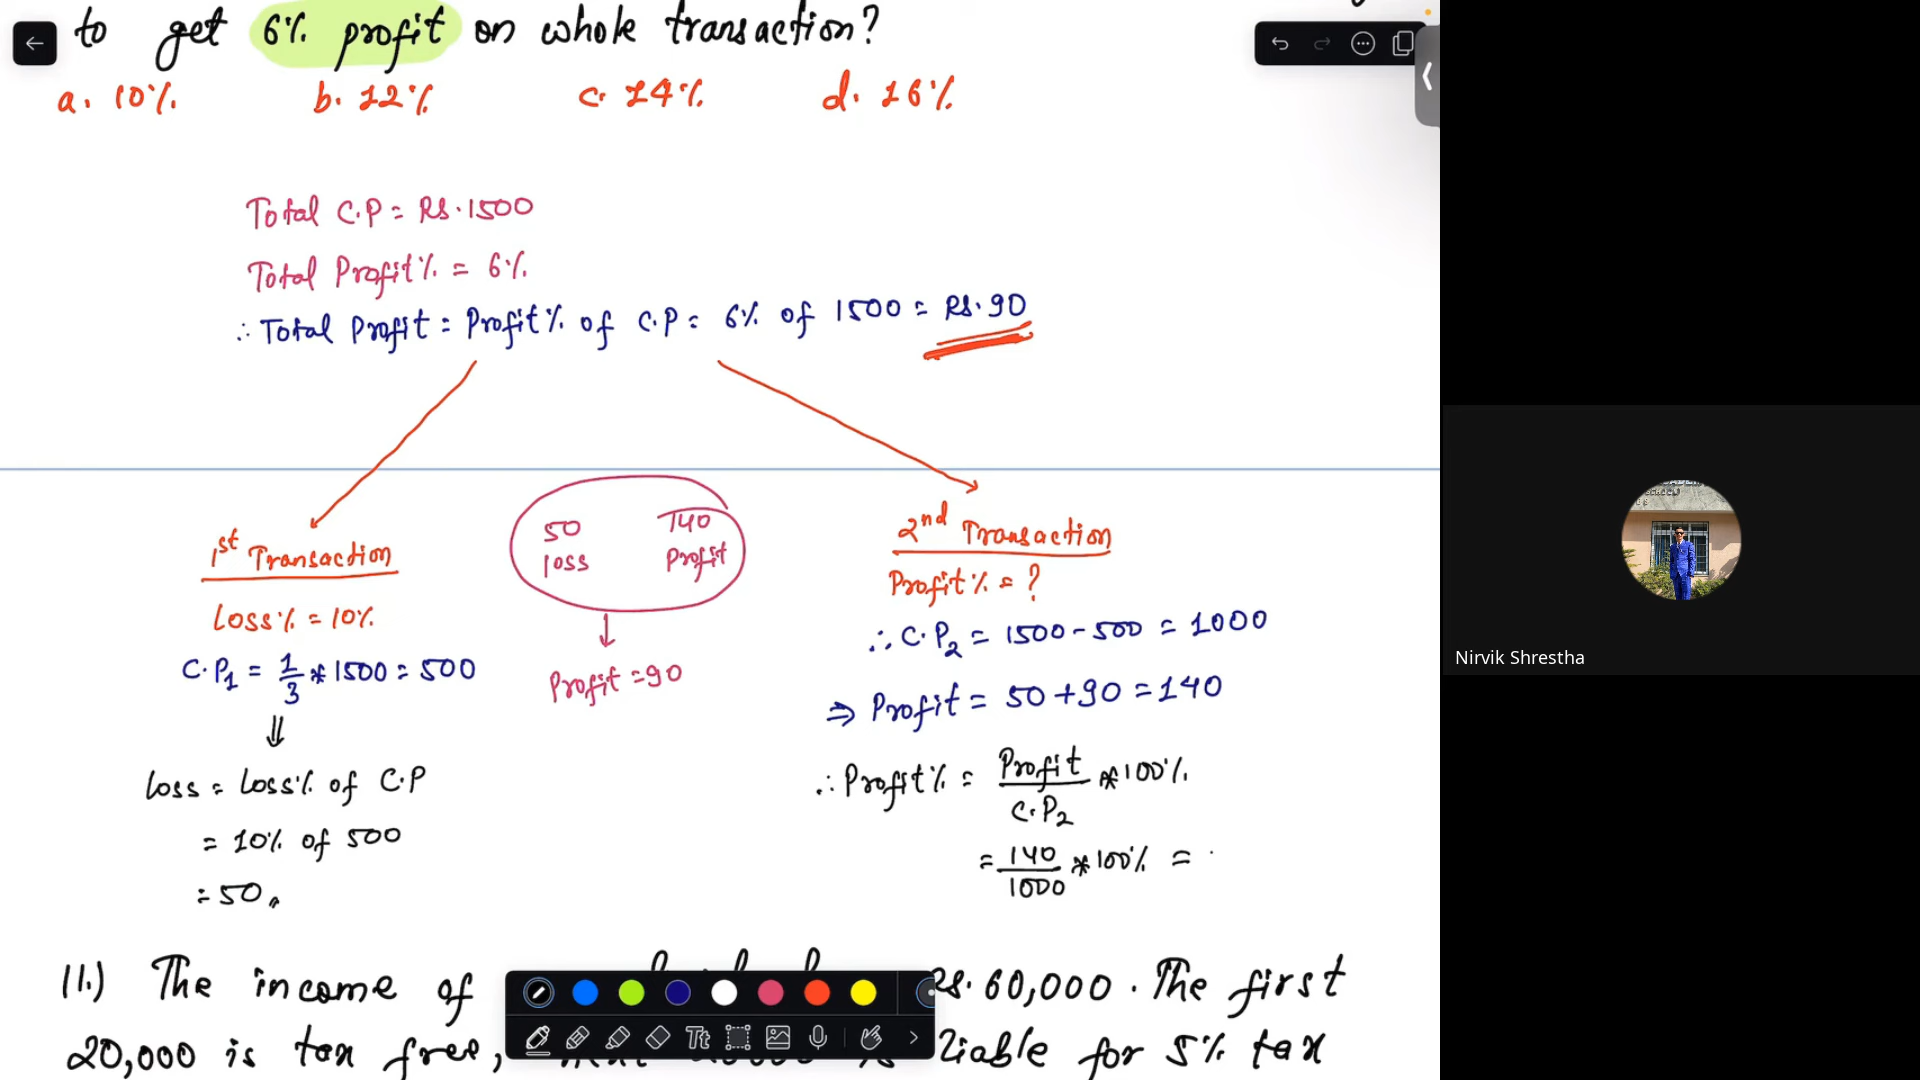 to get 6% profit on whole transaction?
a. 10% b. 12% c. 14% d. 16%
Total C.P = Rs. 1500
Total Profit% = 6%
∴ Total Profit = Profit% of C.P = 6% of 1500 = Rs. 90
1st Transaction
Loss% = 10%
C.P1 = 1/3 * 1500 = 500
⇓
loss = loss% of C.P
= 10% of 500
= 50
50 140
loss Profit
↓
Profit = 90
2nd Transaction
Profit% = ?
∴ C.P2 = 1500 - 500 = 1000
⇒ Profit = 50 + 90 = 140
∴ Profit% = Profit/C.P2 * 100%
= 140/1000 * 100% =
11.) The income of Rs. 60,000. The first
20,000 is tax free, liable for 5% tax
Tt
Nirvik Shrestha